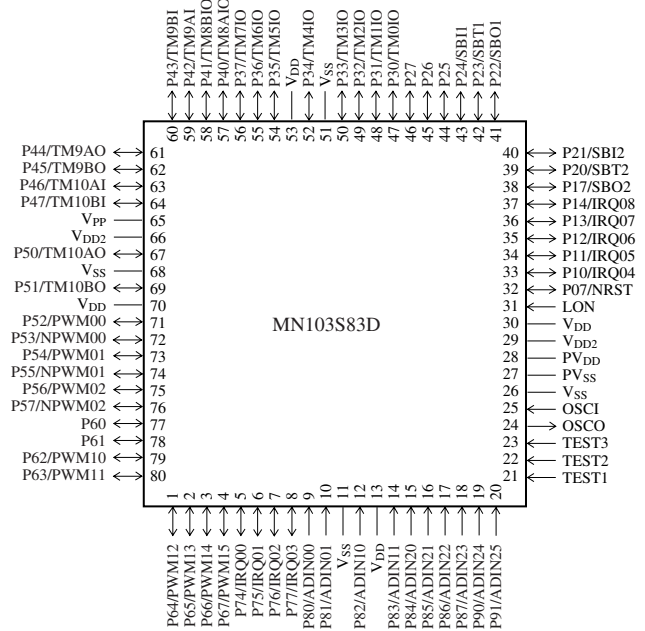 P43/TM9BI
P42/TM9AI
P41/TM8BIO
P40/TM8AIO
P37/TM7IO
P36/TM6IO
P35/TM5IO
VDD
P34/TM4IO
VSS
P33/TM3IO
P32/TM2IO
P31/TM1IO
P30/TM0IO
P27
P26
P25
P24/SBI1
P23/SBT1
P22/SBO1
60 59 58 57 56 55 54 53 52 51 50 49 48 47 46 45 44 43 42 41
P44/TM9AO 61
P45/TM9BO 62
P46/TM10AI 63
P47/TM10BI 64
VPP 65
VDD2 66
P50/TM10AO 67
VSS 68
P51/TM10BO 69
VDD 70
P52/PWM00 71
P53/NPWM00 72
P54/PWM01 73
P55/NPWM01 74
P56/PWM02 75
P57/NPWM02 76
P60 77
P61 78
P62/PWM10 79
P63/PWM11 80
MN103S83D
40 P21/SBI2
39 P20/SBT2
38 P17/SBO2
37 P14/IRQ08
36 P13/IRQ07
35 P12/IRQ06
34 P11/IRQ05
33 P10/IRQ04
32 P07/NRST
31 LON
30 VDD
29 VDD2
28 PVDD
27 PVSS
26 VSS
25 OSCI
24 OSCO
23 TEST3
22 TEST2
21 TEST1
1 2 3 4 5 6 7 8 9 10 11 12 13 14 15 16 17 18 19 20
P64/PWM12
P65/PWM13
P66/PWM14
P67/PWM15
P74/IRQ00
P75/IRQ01
P76/IRQ02
P77/IRQ03
P80/ADIN00
P81/ADIN01
VSS
P82/ADIN10
VDD
P83/ADIN11
P84/ADIN20
P85/ADIN21
P86/ADIN22
P87/ADIN23
P90/ADIN24
P91/ADIN25